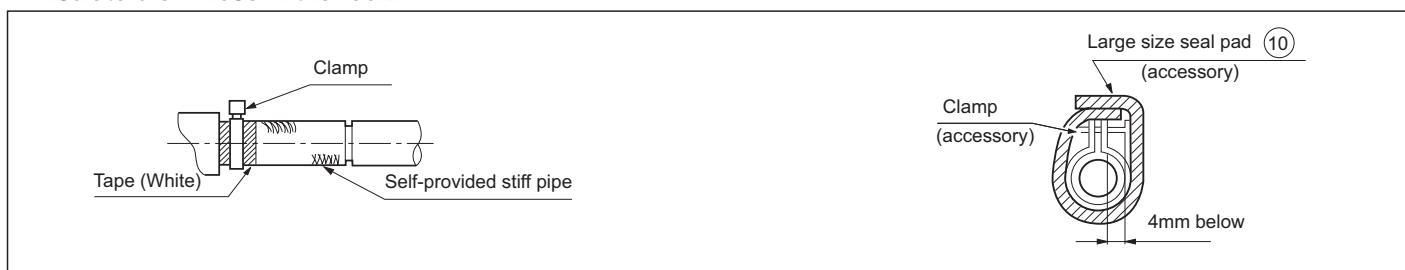 Clamp
Tape (White)
Self-provided stiff pipe
Large size seal pad 10
(accessory)
Clamp
(accessory)
4mm below